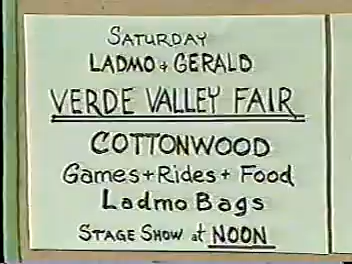 SATURDAY
LADMO + GERALD
VERDE VALLEY FAIR
COTTONWOOD
Games + Rides + Food
Ladmo Bags
STAGE SHOW at NOON